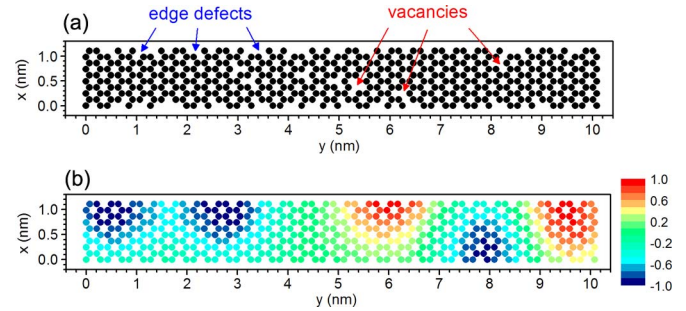 edge defects
vacancies
(a)
x (nm)
1.0
0.5
0.0
0 1 2 3 4 5 6 7 8 9 10
y (nm)
(b)
x (nm)
1.0
0.5
0.0
0 1 2 3 4 5 6 7 8 9 10
y (nm)
1.0
0.6
0.2
-0.2
-0.6
-1.0